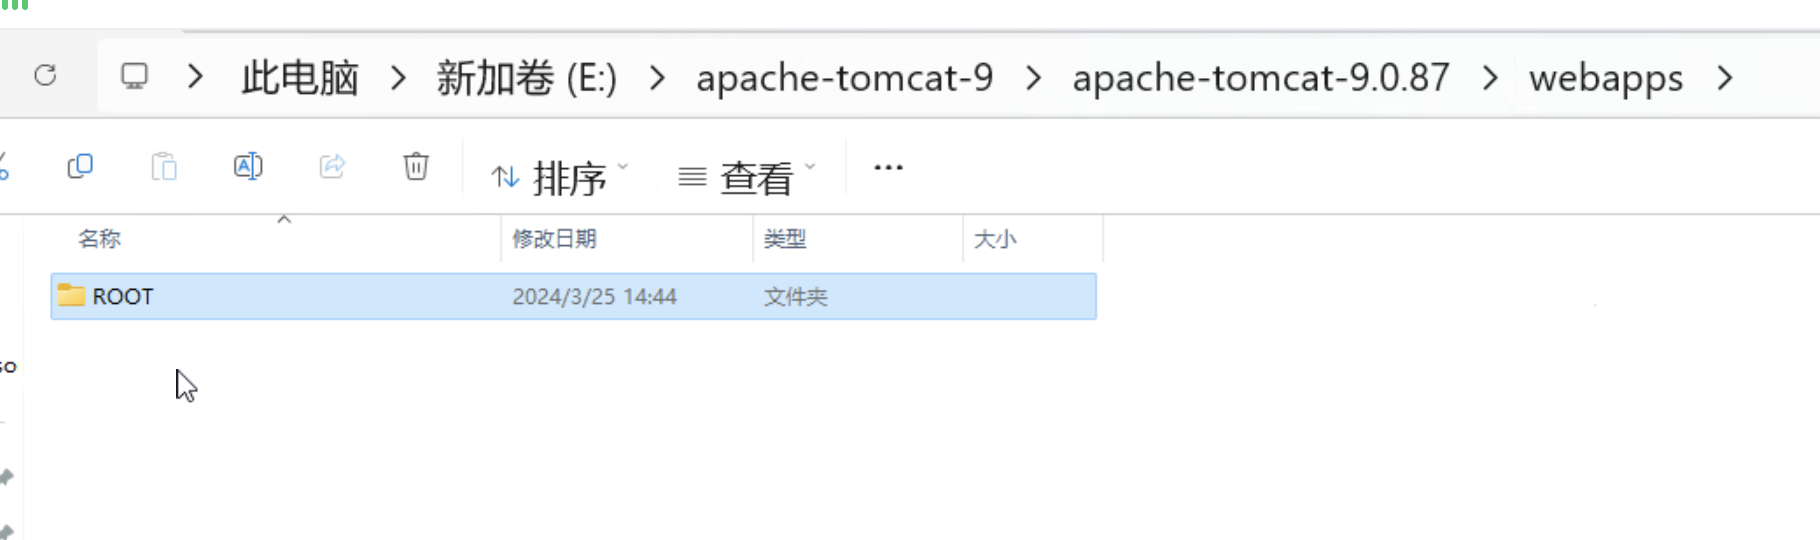 此电脑 > 新加卷 (E:) > apache-tomcat-9 > apache-tomcat-9.0.87 > webapps >
排序 查看 ...
名称 修改日期 类型 大小
ROOT 2024/3/25 14:44 文件夹
so